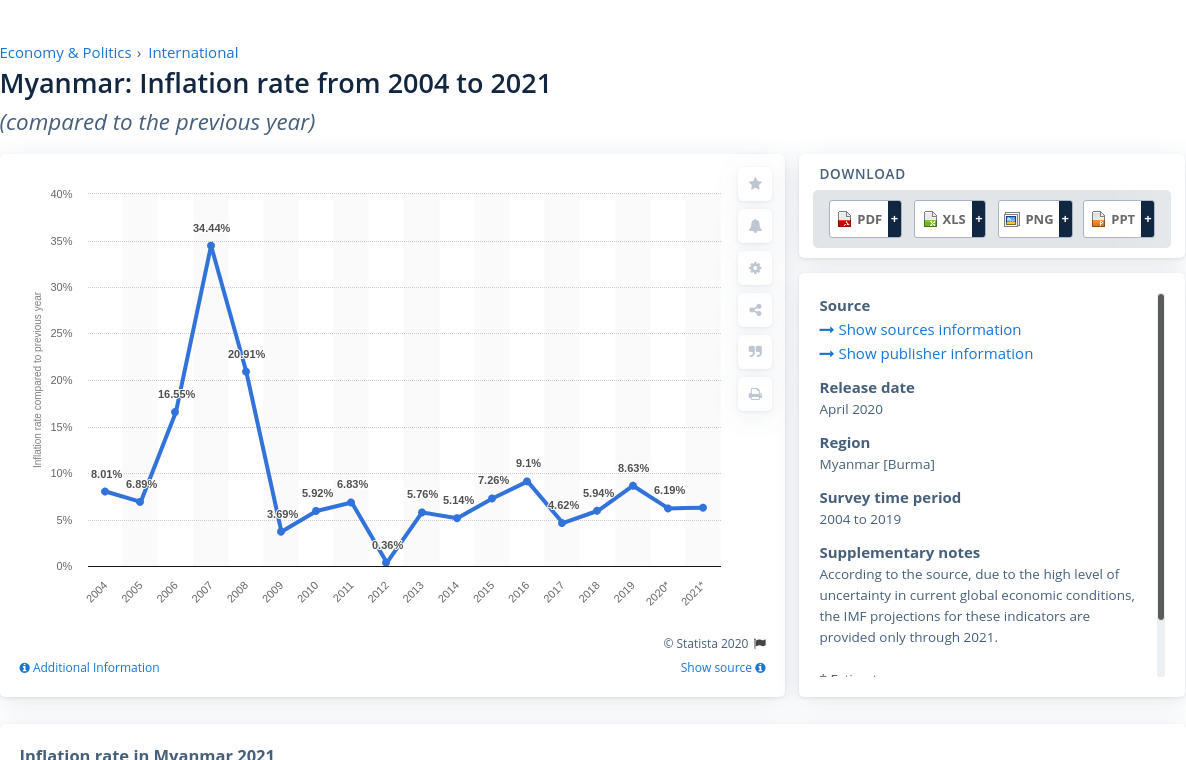 Economy & Politics › International
Myanmar: Inflation rate from 2004 to 2021
(compared to the previous year)
40%
35%
30%
25%
20%
15%
10%
5%
0%
Inflation rate compared to previous year
8.01%
6.89%
16.55%
34.44%
20.91%
3.69%
5.92%
6.83%
0.36%
5.76%
5.14%
7.26%
9.1%
4.62%
5.94%
8.63%
6.19%
2004
2005
2006
2007
2008
2009
2010
2011
2012
2013
2014
2015
2016
2017
2018
2019
2020*
2021*
© Statista 2020
Additional Information
Show source
DOWNLOAD
PDF +
XLS +
PNG +
PPT +
Source
Show sources information
Show publisher information
Release date
April 2020
Region
Myanmar [Burma]
Survey time period
2004 to 2019
Supplementary notes
According to the source, due to the high level of
uncertainty in current global economic conditions,
the IMF projections for these indicators are
provided only through 2021.
Inflation rate in Myanmar 2021